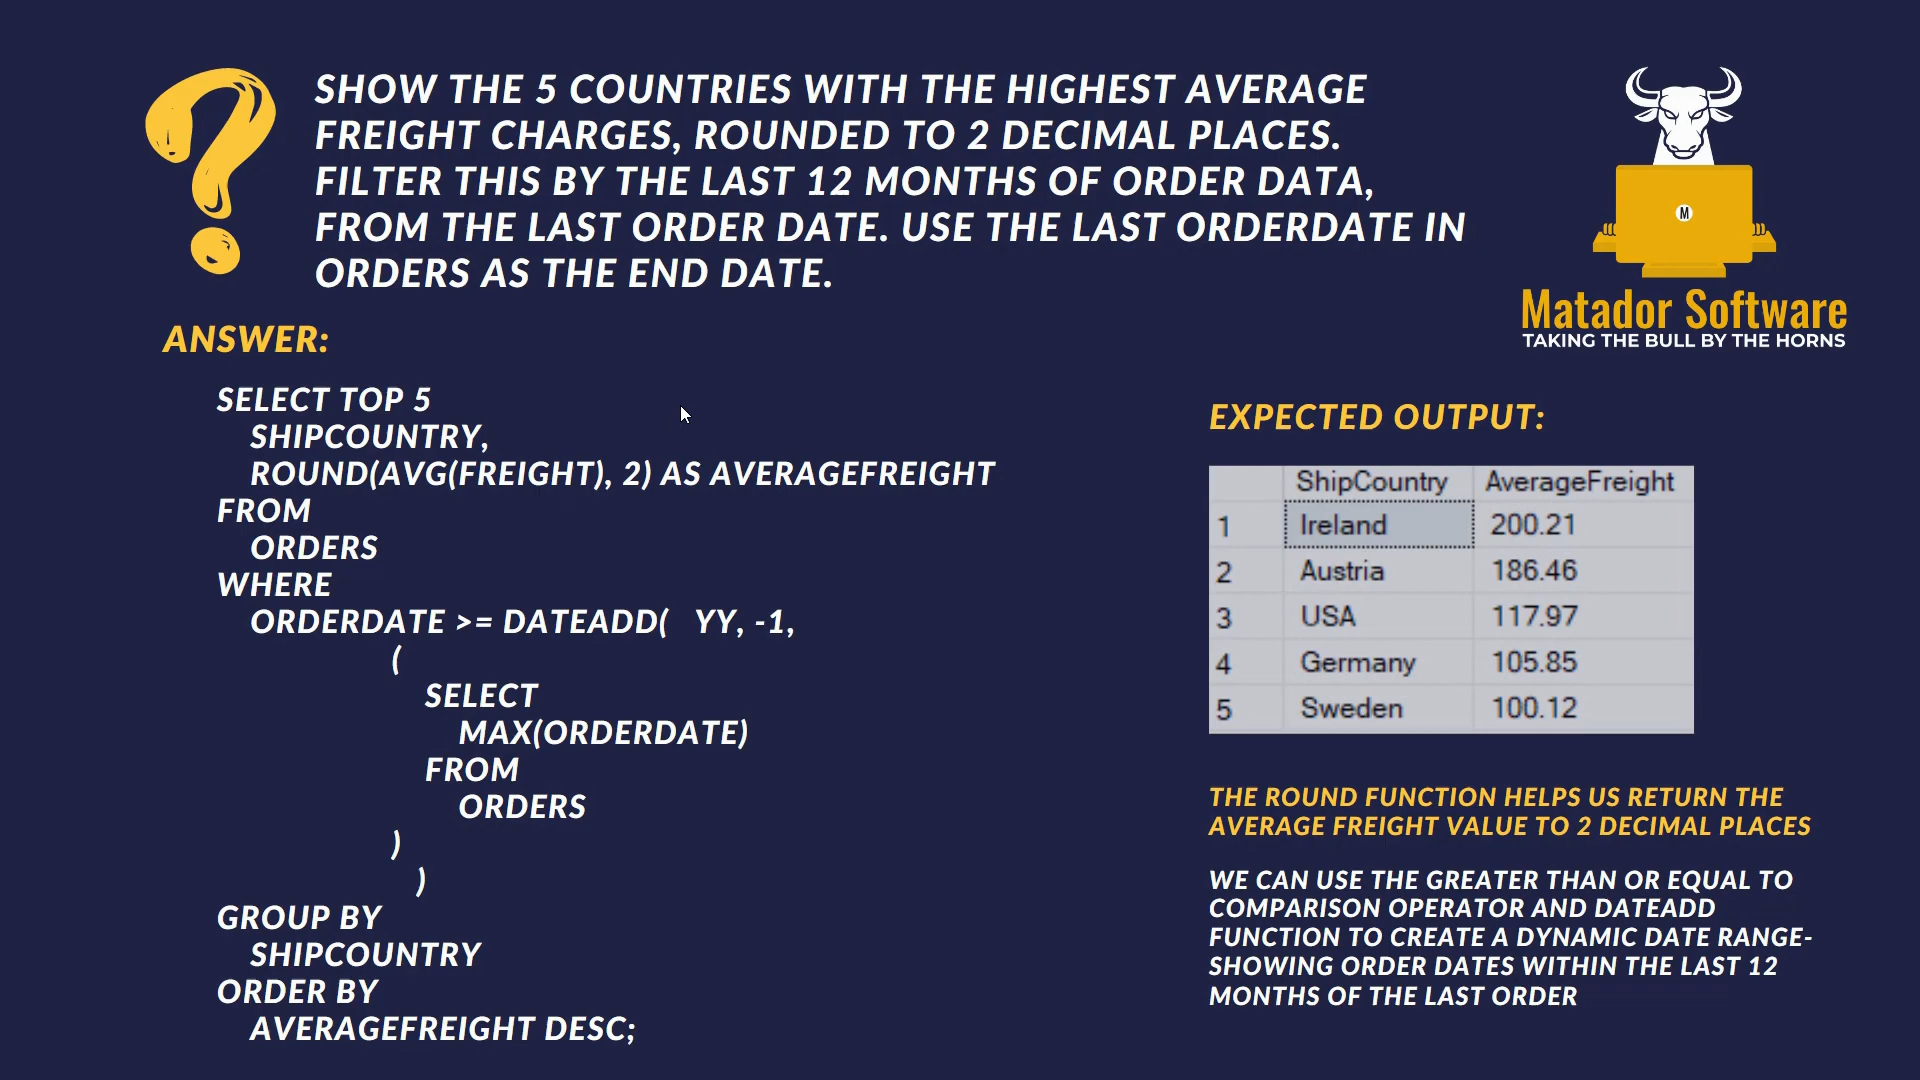 SHOW THE 5 COUNTRIES WITH THE HIGHEST AVERAGE
FREIGHT CHARGES, ROUNDED TO 2 DECIMAL PLACES.
FILTER THIS BY THE LAST 12 MONTHS OF ORDER DATA,
FROM THE LAST ORDER DATE. USE THE LAST ORDERDATE IN
ORDERS AS THE END DATE.
M
Matador Software
TAKING THE BULL BY THE HORNS
ANSWER:
SELECT TOP 5
SHIPCOUNTRY,
ROUND(AVG(FREIGHT), 2) AS AVERAGEFREIGHT
FROM
ORDERS
WHERE
ORDERDATE >= DATEADD(   YY, -1,
(
SELECT
MAX(ORDERDATE)
FROM
ORDERS
)
)
GROUP BY
SHIPCOUNTRY
ORDER BY
AVERAGEFREIGHT DESC;
EXPECTED OUTPUT:
ShipCountry AverageFreight
1 Ireland 200.21
2 Austria 186.46
3 USA 117.97
4 Germany 105.85
5 Sweden 100.12
THE ROUND FUNCTION HELPS US RETURN THE
AVERAGE FREIGHT VALUE TO 2 DECIMAL PLACES
WE CAN USE THE GREATER THAN OR EQUAL TO
COMPARISON OPERATOR AND DATEADD
FUNCTION TO CREATE A DYNAMIC DATE RANGE-
SHOWING ORDER DATES WITHIN THE LAST 12
MONTHS OF THE LAST ORDER